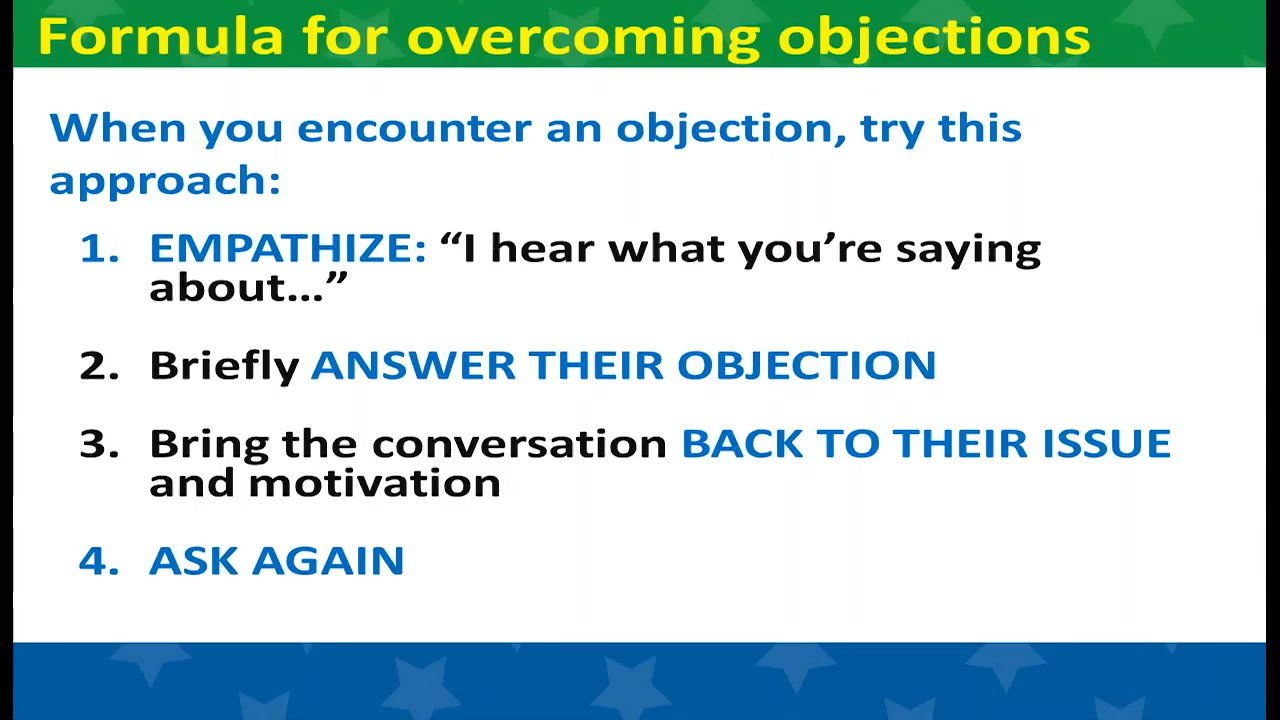 Formula for overcoming objections
When you encounter an objection, try this
approach:
1. EMPATHIZE: “I hear what you’re saying
about…”
2. Briefly ANSWER THEIR OBJECTION
3. Bring the conversation BACK TO THEIR ISSUE
and motivation
4. ASK AGAIN